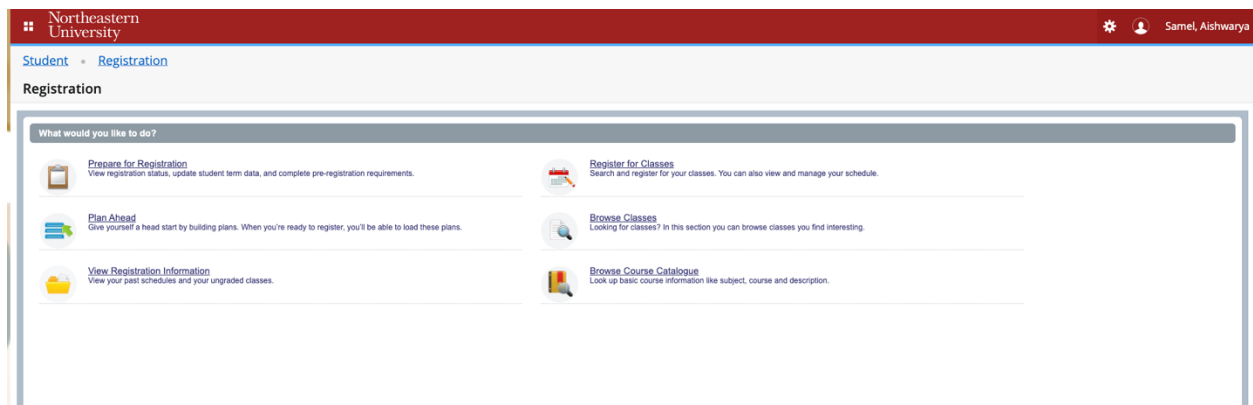 Northeastern
University
Samel, Aishwarya
Student • Registration
Registration
What would you like to do?
Prepare for Registration
View registration status, update student term data, and complete pre-registration requirements.
Register for Classes
Search and register for your classes. You can also view and manage your schedule.
Plan Ahead
Give yourself a head start by building plans. When you're ready to register, you'll be able to load these plans.
Browse Classes
Looking for classes? In this section you can browse classes you find interesting.
View Registration Information
View your past schedules and your ungraded classes.
Browse Course Catalogue
Look up basic course information like subject, course and description.